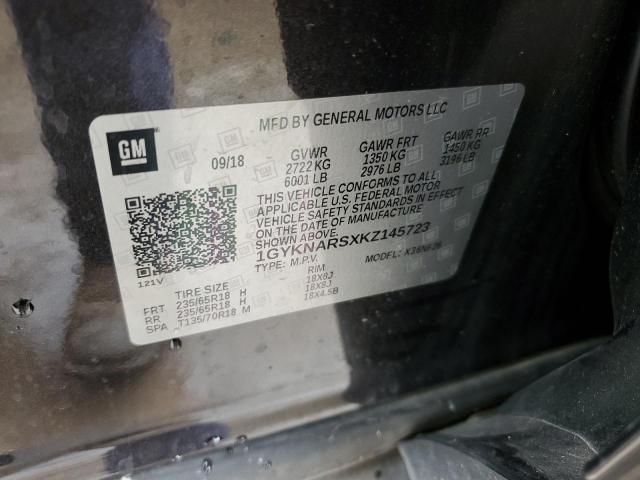 MFD BY GENERAL MOTORS LLC
GM
09/18 GVWR GAWR FRT GAWR RR
2722 KG 1350 KG 1450 KG
6001 LB 2976 LB 3196 LB
THIS VEHICLE CONFORMS TO ALL
APPLICABLE U.S. FEDERAL MOTOR
VEHICLE SAFETY STANDARDS IN EFFECT
ON THE DATE OF MANUFACTURE
SHOWN ABOVE.
1GYKNARSXKZ145723
TYPE: M.P.V. MODEL:
121V
TIRE SIZE RIM
FRT 235/65R18 H 18X8J
RR 235/65R18 H 18X8J
SPA T135/70R18 M 18X4.5B